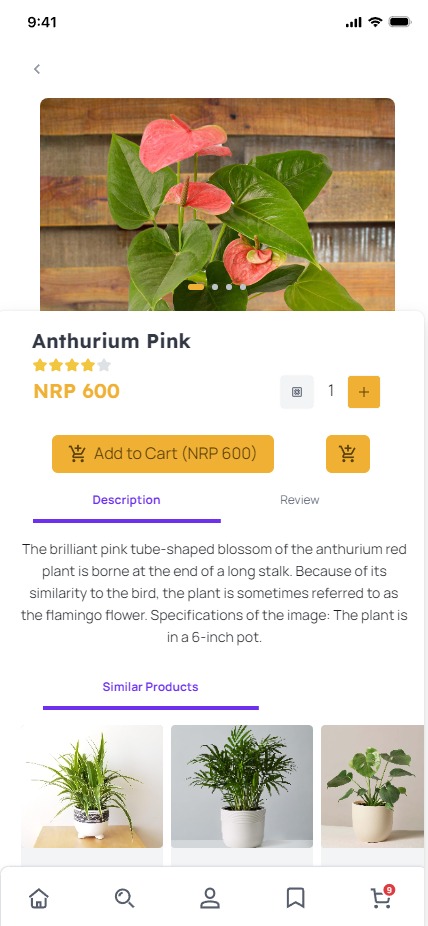 9:41
Anthurium Pink
NRP 600
1
Add to Cart (NRP 600)
Description
Review
The brilliant pink tube-shaped blossom of the anthurium red
plant is borne at the end of a long stalk. Because of its
similarity to the bird, the plant is sometimes referred to as
the flamingo flower. Specifications of the image: The plant is
in a 6-inch pot.
Similar Products
9